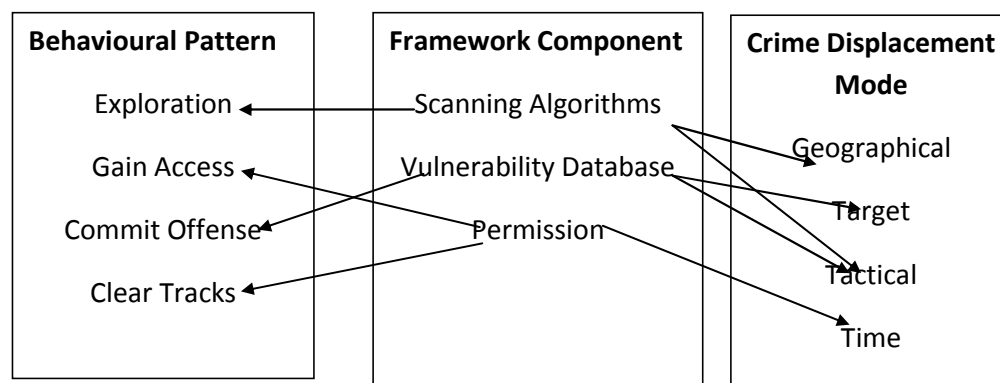 Behavioural Pattern
Exploration
Gain Access
Commit Offense
Clear Tracks
Framework Component
Scanning Algorithms
Vulnerability Database
Permission
Crime Displacement
Mode
Geographical
Target
Tactical
Time